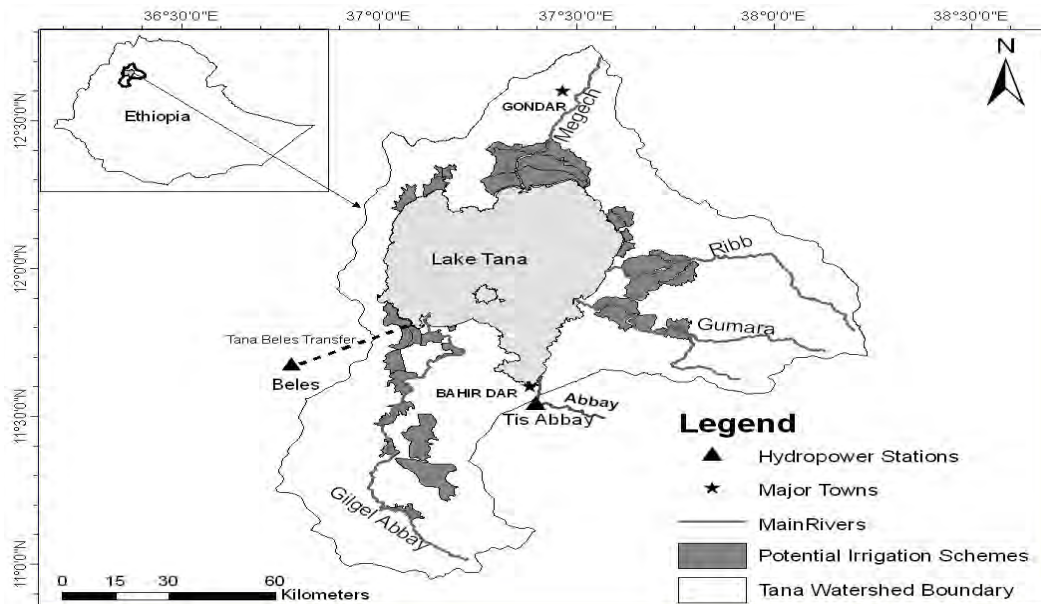 36°0'0"E
36°30'0"E
37°0'0"E
37°30'0"E
38°0'0"E
38°30'0"E
12°30'0"N
12°0'0"N
11°30'0"N
11°0'0"N
Ethiopia
N
GONDAR
Megech
Lake Tana
Ribb
Gumara
Tana Beles Transfer
Beles
BAHIR DAR
Abbay
Tis Abbay
Gilgel Abbay
Legend
Hydropower Stations
Major Towns
MainRivers
Potential Irrigation Schemes
Tana Watershed Boundary
0 15 30 60
Kilometers